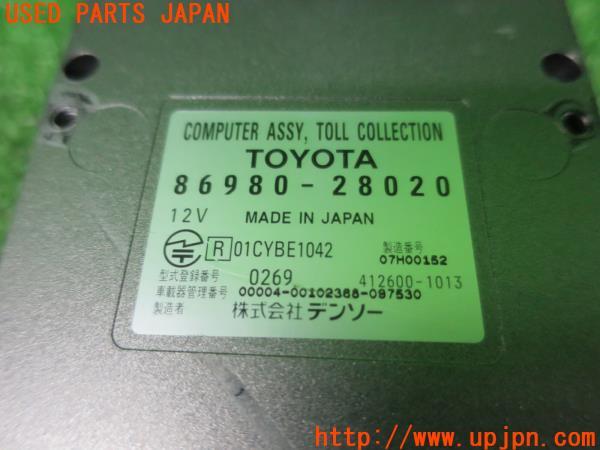 USED PARTS JAPAN
COMPUTER ASSY, TOLL COLLECTION
TOYOTA
86980-28020
12V MADE IN JAPAN
R 01CYBE1042 製造番号 07H00152
型式登録番号 0269 412600-1013
車載器管理番号 00004-00102388-097530
製造者 株式会社 デンソー
http://www.upjpn.com/